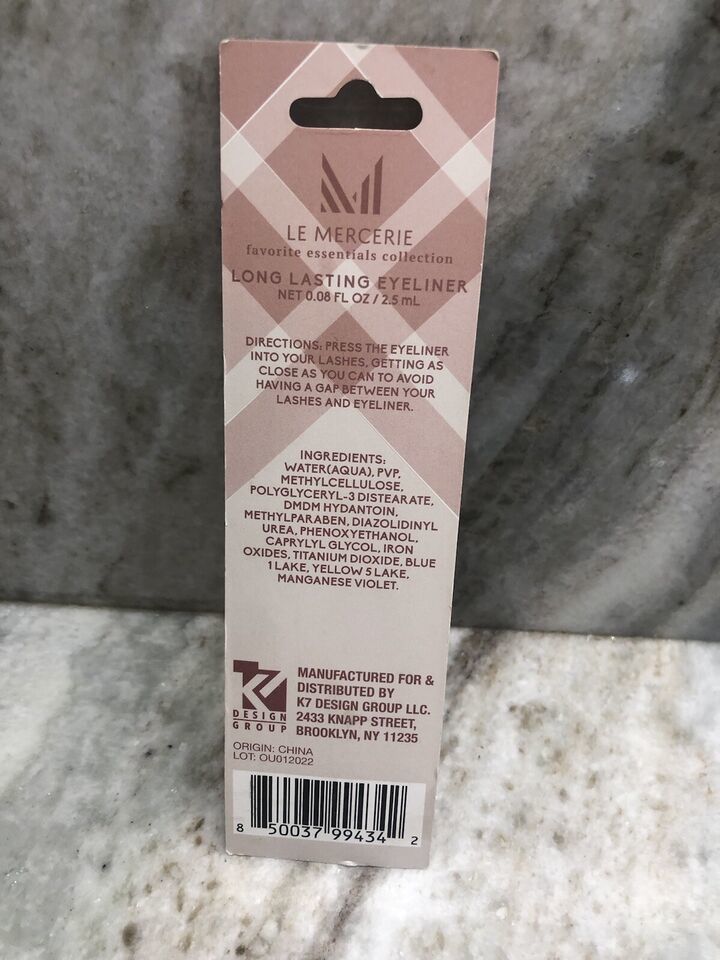 LE MERCERIE
favorite essentials collection
LONG LASTING EYELINER
NET 0.08 FL OZ / 2.5 mL
DIRECTIONS: PRESS THE EYELINER
INTO YOUR LASHES, GETTING AS
CLOSE AS YOU CAN TO AVOID
HAVING A GAP BETWEEN YOUR
LASHES AND EYELINER.
INGREDIENTS:
WATER(AQUA), PVP,
METHYLCELLULOSE,
POLYGLYCERYL-3 DISTEARATE,
DMDM HYDANTOIN,
METHYLPARABEN, DIAZOLIDINYL
UREA, PHENOXYETHANOL,
CAPRYLYL GLYCOL, IRON
OXIDES, TITANIUM DIOXIDE, BLUE
1 LAKE, YELLOW 5 LAKE,
MANGANESE VIOLET.
K7
DESIGN
GROUP
MANUFACTURED FOR &
DISTRIBUTED BY
K7 DESIGN GROUP LLC.
2433 KNAPP STREET,
BROOKLYN, NY 11235
ORIGIN: CHINA
LOT: OU012022
8 50037 99434 2